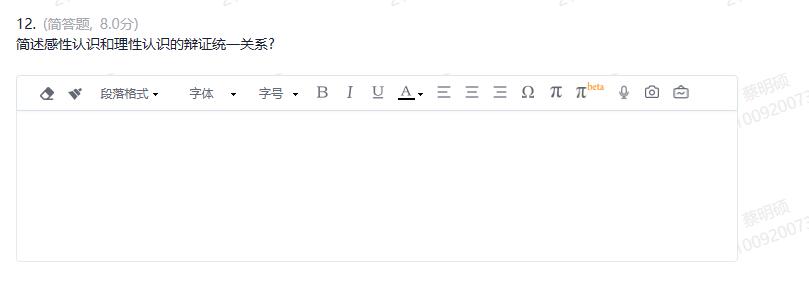 12. (简答题, 8.0分)
简述感性认识和理性认识的辩证统一关系?
段落格式 字体 字号 B I U A Ω π π beta
蔡明硕
10092007
蔡明硕
10092007